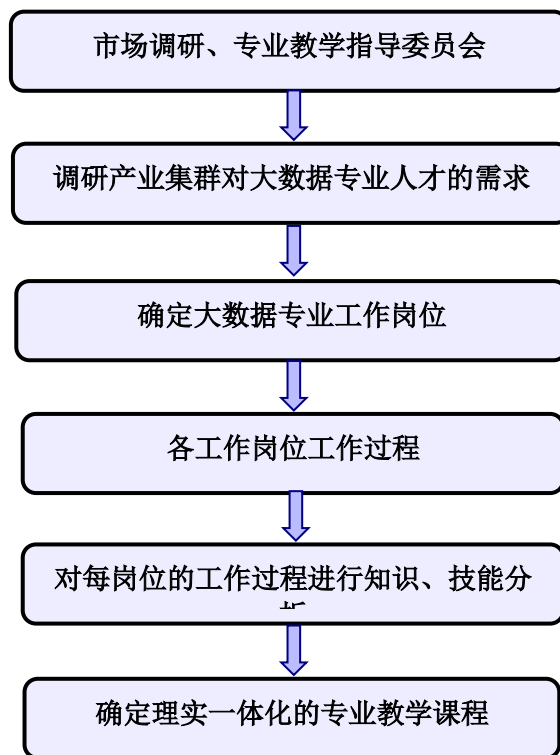 市场调研、专业教学指导委员会
调研产业集群对大数据专业人才的需求
确定大数据专业工作岗位
各工作岗位工作过程
对每岗位的工作过程进行知识、技能分
析
确定理实一体化的专业教学课程